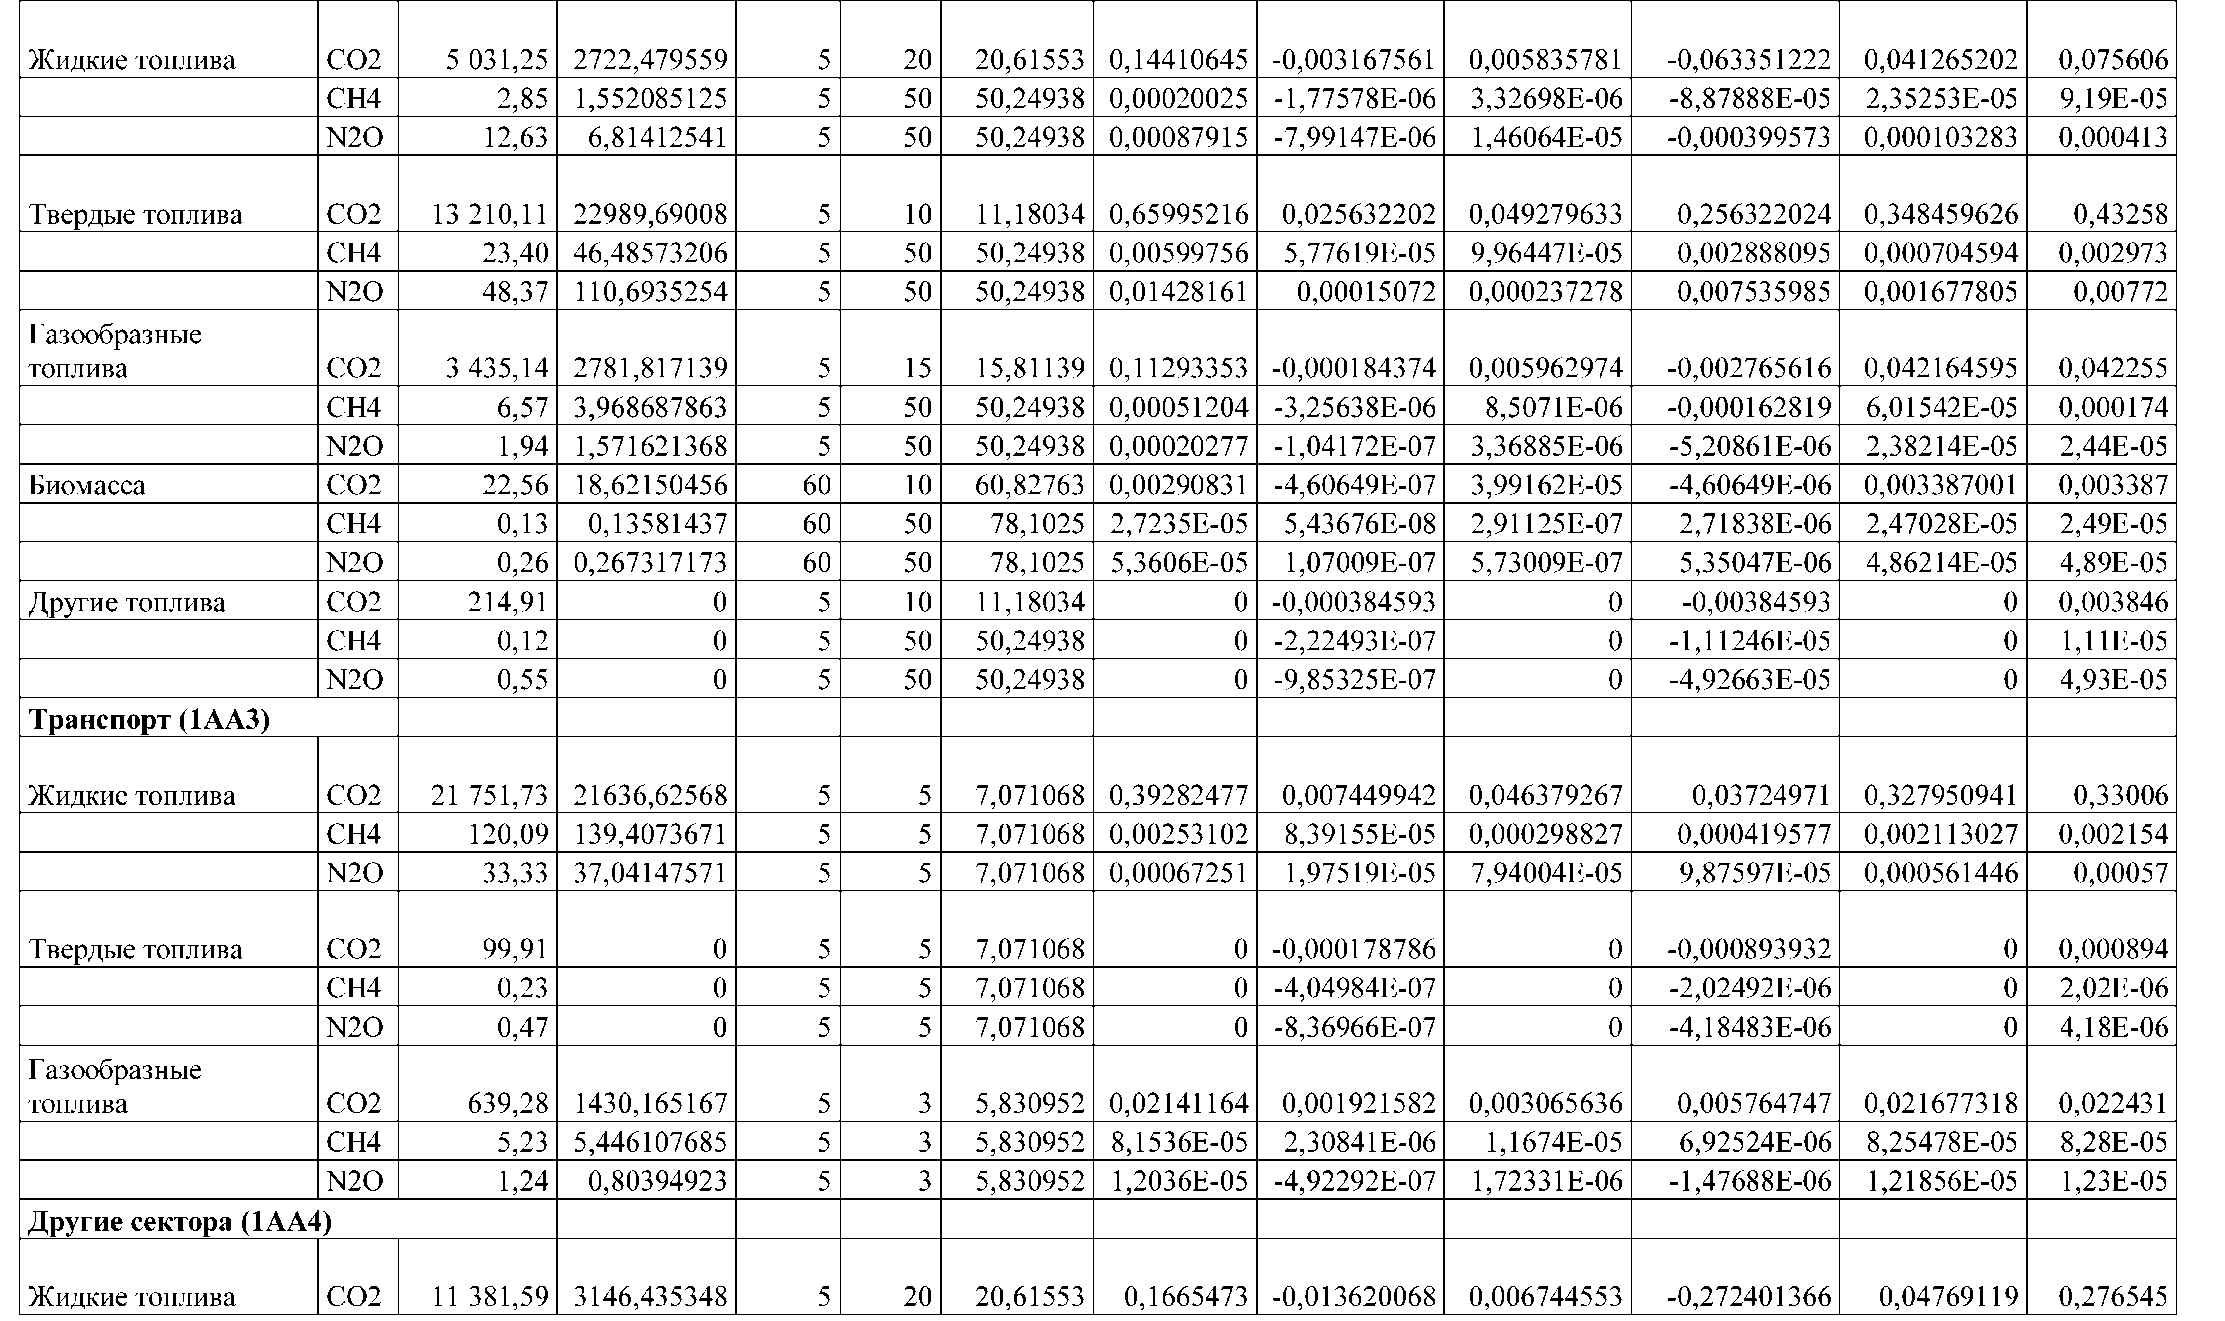 Жидкие топлива CO2 5 031,25 2722,479559 5 20 20,61553 0,14410645 -0,003167561 0,005835781 -0,063351222 0,041265202 0,075606
CH4 2,85 1,552085125 5 50 50,24938 0,00020025 -1,77578E-06 3,32698E-06 -8,87888E-05 2,35253E-05 9,19E-05
N2O 12,63 6,81412541 5 50 50,24938 0,00087915 -7,99147E-06 1,46064E-05 -0,000399573 0,000103283 0,000413
Твердые топлива CO2 13 210,11 22989,69008 5 10 11,18034 0,65995216 0,025632202 0,049279633 0,256322024 0,348459626 0,43258
CH4 23,40 46,48573206 5 50 50,24938 0,00599756 5,77619E-05 9,96447E-05 0,002888095 0,000704594 0,002973
N2O 48,37 110,6935254 5 50 50,24938 0,01428161 0,00015072 0,000237278 0,007535985 0,001677805 0,00772
Газообразные
топлива CO2 3 435,14 2781,817139 5 15 15,81139 0,11293353 -0,000184374 0,005962974 -0,002765616 0,042164595 0,042255
CH4 6,57 3,968687863 5 50 50,24938 0,00051204 -3,25638E-06 8,5071E-06 -0,000162819 6,01542E-05 0,000174
N2O 1,94 1,571621368 5 50 50,24938 0,00020277 -1,04172E-07 3,36885E-06 -5,20861E-06 2,38214E-05 2,44E-05
Биомасса CO2 22,56 18,62150456 60 10 60,82763 0,00290831 -4,60649E-07 3,99162E-05 -4,60649E-06 0,003387001 0,003387
CH4 0,13 0,13581437 60 50 78,1025 2,7235E-05 5,43676E-08 2,91125E-07 2,71838E-06 2,47028E-05 2,49E-05
N2O 0,26 0,267317173 60 50 78,1025 5,3606E-05 1,07009E-07 5,73009E-07 5,35047E-06 4,86214E-05 4,89E-05
Другие топлива CO2 214,91 0 5 10 11,18034 0 -0,000384593 0 -0,00384593 0 0,003846
CH4 0,12 0 5 50 50,24938 0 -2,22493E-07 0 -1,11246E-05 0 1,11E-05
N2O 0,55 0 5 50 50,24938 0 -9,85325E-07 0 -4,92663E-05 0 4,93E-05
Транспорт (1AA3)
Жидкие топлива CO2 21 751,73 21636,62568 5 5 7,071068 0,39282477 0,007449942 0,046379267 0,03724971 0,327950941 0,33006
CH4 120,09 139,4073671 5 5 7,071068 0,00253102 8,39155E-05 0,000298827 0,000419577 0,002113027 0,002154
N2O 33,33 37,04147571 5 5 7,071068 0,00067251 1,97519E-05 7,94004E-05 9,87597E-05 0,000561446 0,00057
Твердые топлива CO2 99,91 0 5 5 7,071068 0 -0,000178786 0 -0,000893932 0 0,000894
CH4 0,23 0 5 5 7,071068 0 -4,04984E-07 0 -2,02492E-06 0 2,02E-06
N2O 0,47 0 5 5 7,071068 0 -8,36966E-07 0 -4,18483E-06 0 4,18E-06
Газообразные
топлива CO2 639,28 1430,165167 5 3 5,830952 0,02141164 0,001921582 0,003065636 0,005764747 0,021677318 0,022431
CH4 5,23 5,446107685 5 3 5,830952 8,1536E-05 2,30841E-06 1,1674E-05 6,92524E-06 8,25478E-05 8,28E-05
N2O 1,24 0,80394923 5 3 5,830952 1,2036E-05 -4,92292E-07 1,72331E-06 -1,47688E-06 1,21856E-05 1,23E-05
Другие сектора (1AA4)
Жидкие топлива CO2 11 381,59 3146,435348 5 20 20,61553 0,1665473 -0,013620068 0,006744553 -0,272401366 0,04769119 0,276545